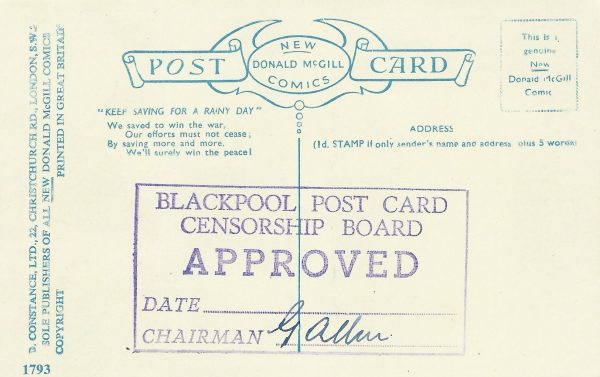 POST NEW DONALD McGILL COMICS CARD
This is a
genuine
New
Donald McGill
Comic
"KEEP SAVING FOR A RAINY DAY"
We saved to win the war,
Our efforts must not cease;
By saving more and more,
We'll surely win the peace!
ADDRESS
(1d. STAMP if only sender's name and address plus 5 words)
BLACKPOOL POST CARD
CENSORSHIP BOARD
APPROVED
DATE
CHAIRMAN
D. CONSTANCE, LTD., 22, CHRISTCHURCH RD., LONDON, S.W.2
SOLE PUBLISHERS OF ALL NEW DONALD McGILL COMICS
COPYRIGHT PRINTED IN GREAT BRITAIN
1793